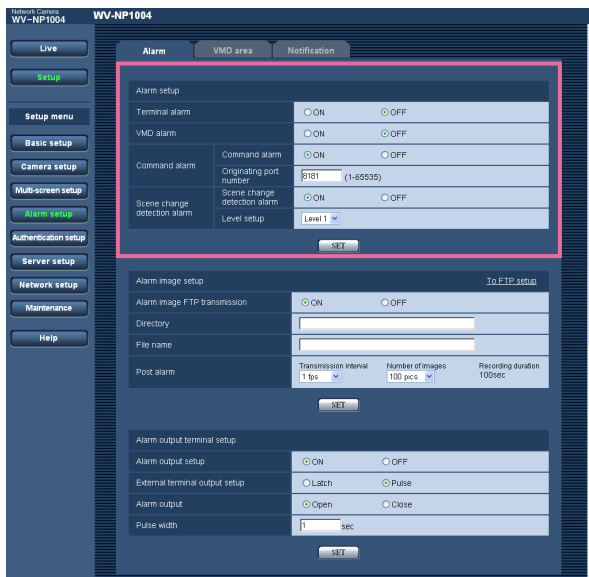 Network Camera
WV-NP1004
WV-NP1004
Live
Setup
Setup menu
Basic setup
Camera setup
Multi-screen setup
Alarm setup
Authentication setup
Server setup
Network setup
Maintenance
Help
Alarm VMD area Notification
Alarm setup
Terminal alarm ON OFF
VMD alarm ON OFF
Command alarm Command alarm ON OFF
Originating port number 8181 (1-65535)
Scene change detection alarm Scene change detection alarm ON OFF
Level setup Level 1
SET
Alarm image setup To FTP setup
Alarm image FTP transmission ON OFF
Directory
File name
Post alarm Transmission interval 1 fps Number of images 100 pics Recording duration 100sec
SET
Alarm output terminal setup
Alarm output setup ON OFF
External terminal output setup Latch Pulse
Alarm output Open Close
Pulse width 1 sec
SET